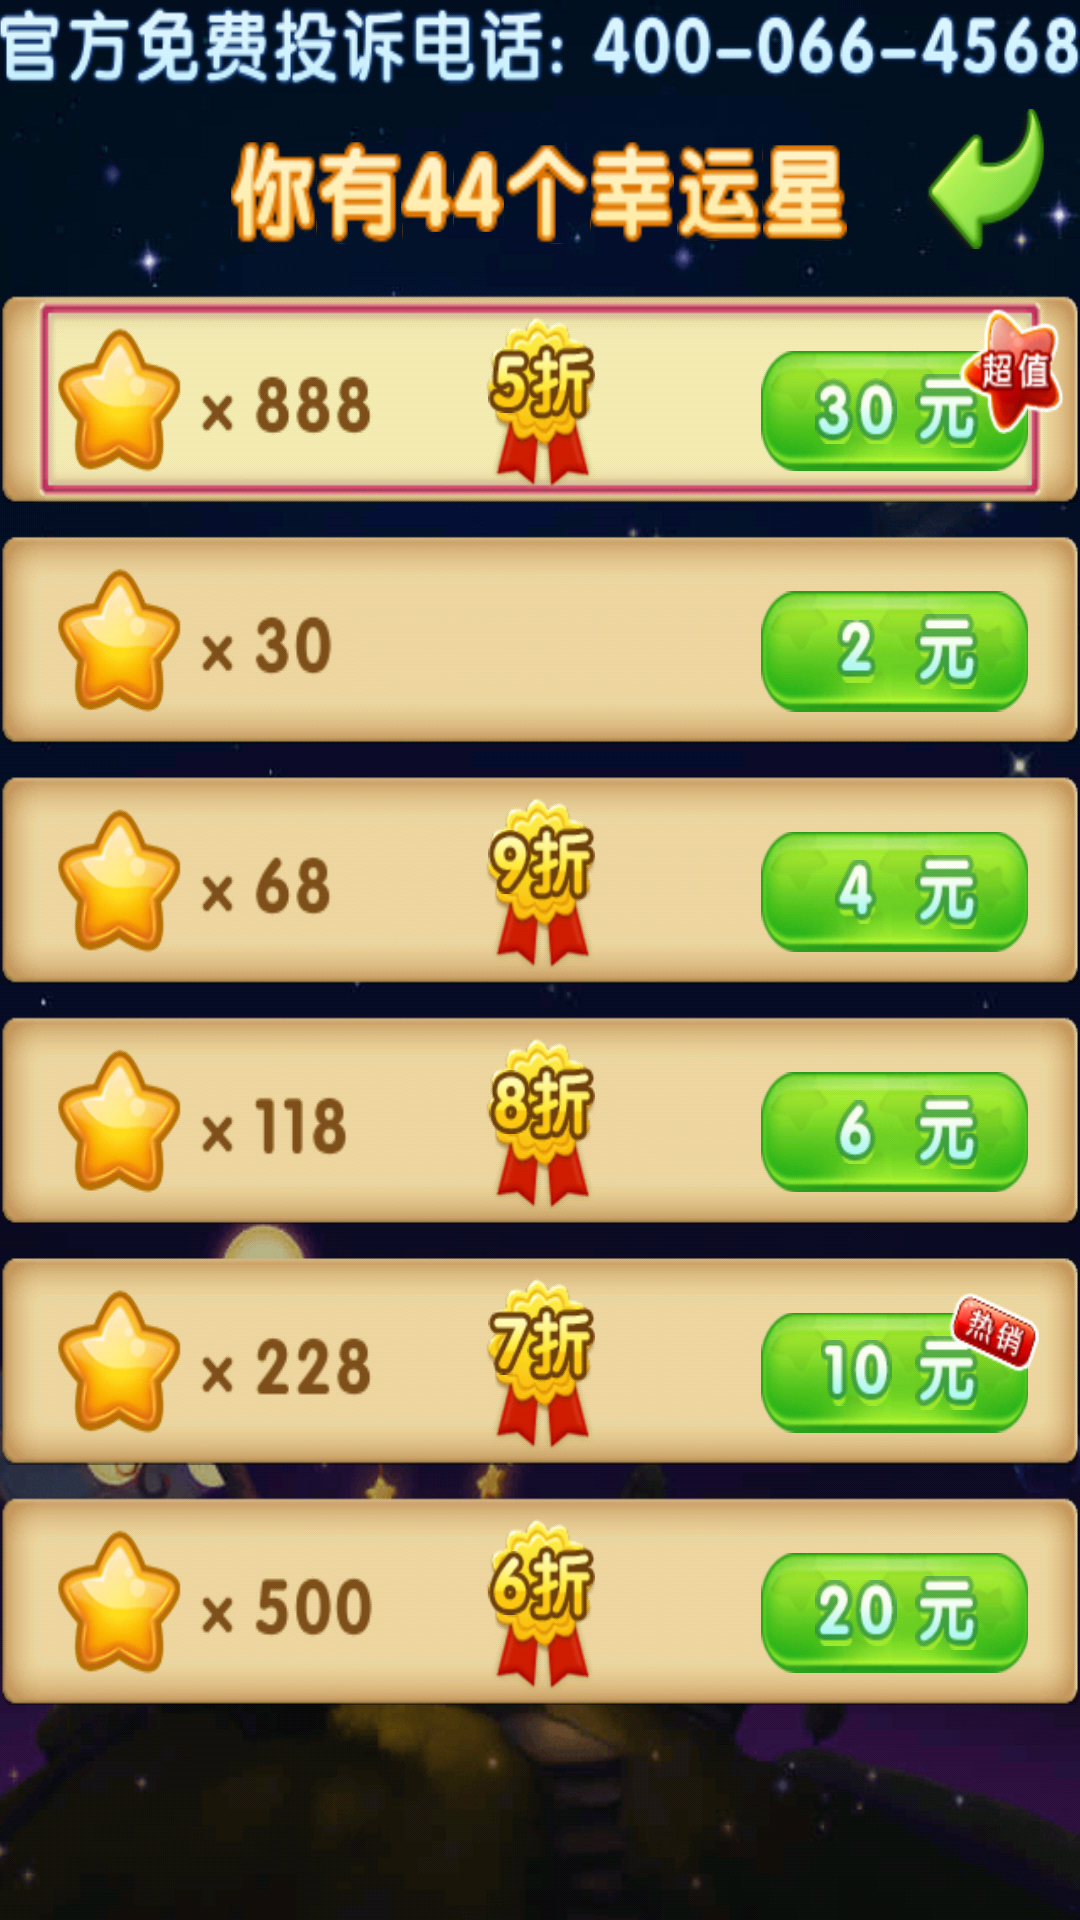 官方免费投诉电话: 400-066-4568
你有44个幸运星
× 888 5折 30 元 超值
× 30 2 元
× 68 9折 4 元
× 118 8折 6 元
× 228 7折 10 元 热销
× 500 6折 20 元